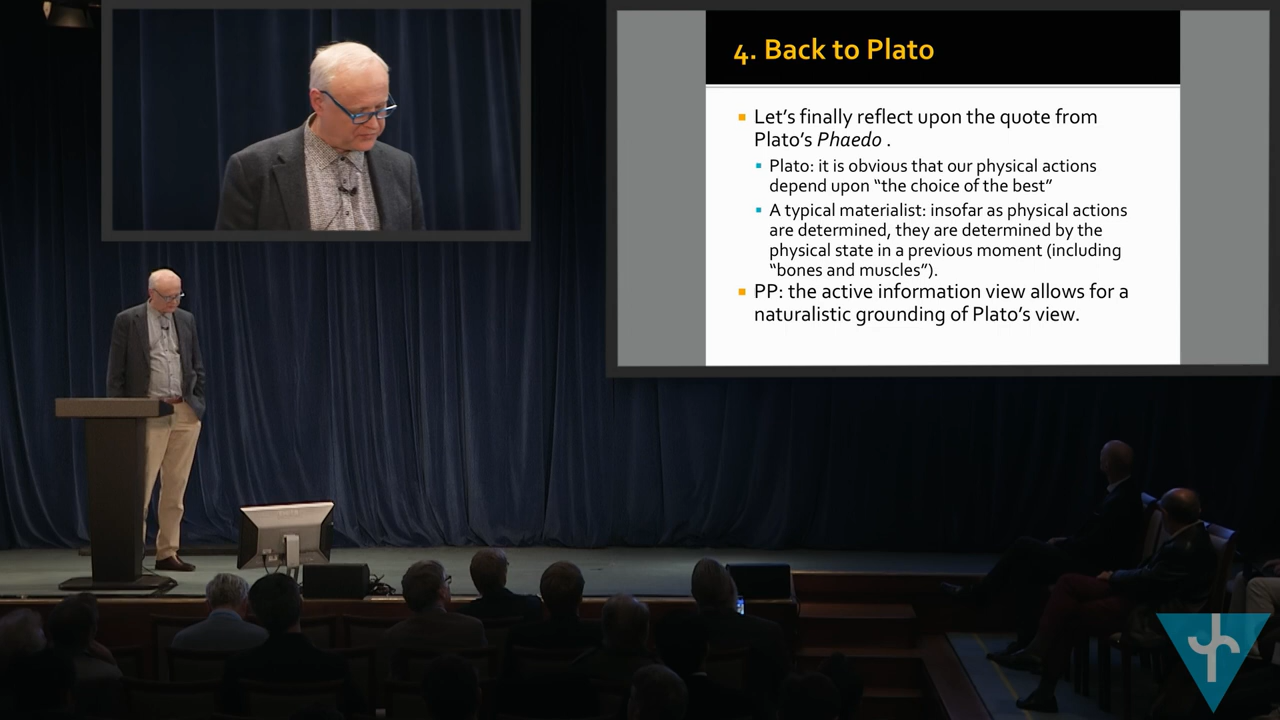 4. Back to Plato
Let's finally reflect upon the quote from
Plato's Phaedo .
Plato: it is obvious that our physical actions
depend upon “the choice of the best”
A typical materialist: insofar as physical actions
are determined, they are determined by the
physical state in a previous moment (including
“bones and muscles”).
PP: the active information view allows for a
naturalistic grounding of Plato's view.